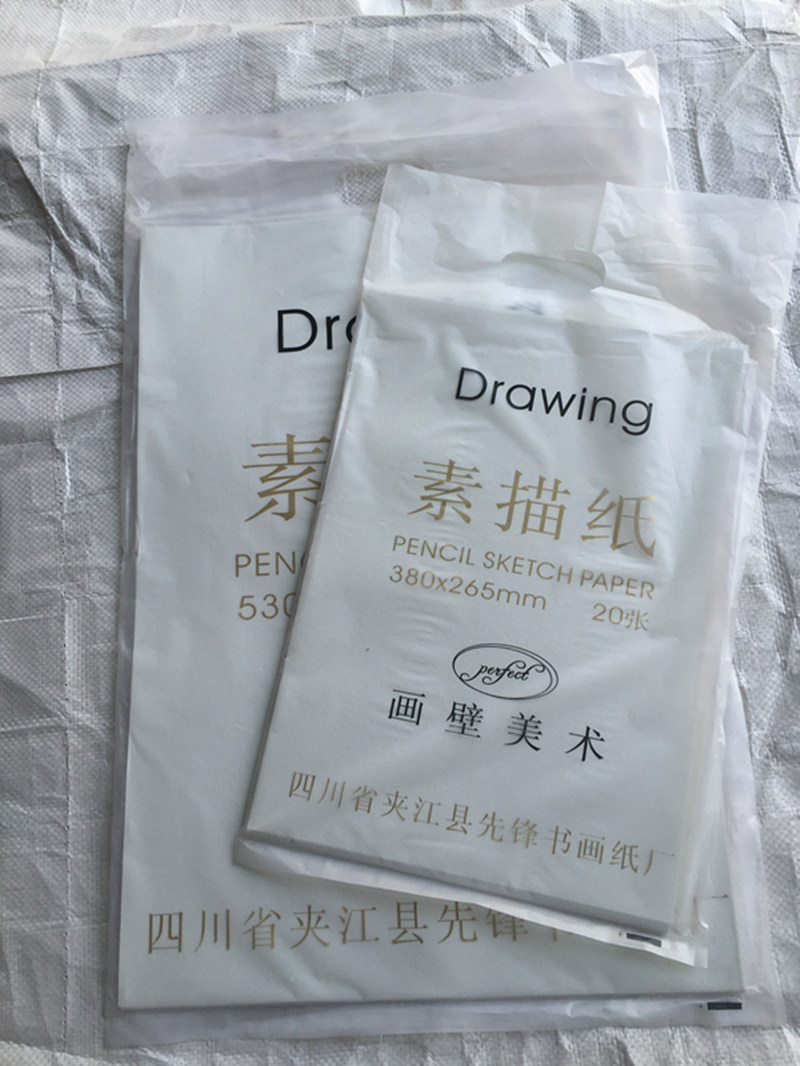 Drawing
素描纸
PENCIL SKETCH PAPER
380x265mm 20张
perfect
画壁美术
四川省夹江县先锋书画纸厂
Dr
素
PEN
530
四川省夹江县先锋